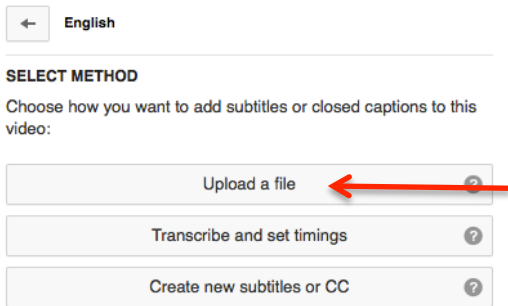 English
SELECT METHOD
Choose how you want to add subtitles or closed captions to this
video:
Upload a file ?
Transcribe and set timings ?
Create new subtitles or CC ?